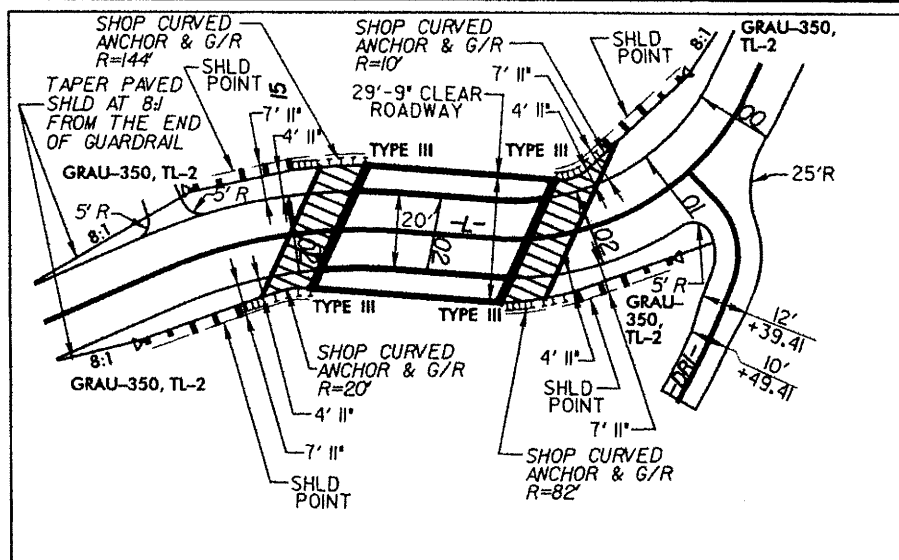 SHOP CURVED
ANCHOR & G/R
R=144'
SHLD
POINT
TAPER PAVED
SHLD AT 8:1
FROM THE END
OF GUARDRAIL
15
7' 11"
4' 11"
GRAU-350, TL-2
5' R
5' R
8:1
SHOP CURVED
ANCHOR & G/R
R=10'
SHLD
POINT
8:1
GRAU-350,
TL-2
7' 11"
4' 11"
29'-9" CLEAR
ROADWAY
TYPE III
TYPE III
25'R
20'
-L-
20
20
20
10
00
5' R
GRAU-
350,
TL-2
12'
+39.41
10'
+49.41
-DR1-
TYPE III
TYPE III
8:1
GRAU-350, TL-2
SHOP CURVED
ANCHOR & G/R
R=20'
4' 11"
7' 11"
SHLD
POINT
4' 11"
SHLD
POINT
7' 11"
SHOP CURVED
ANCHOR & G/R
R=82'